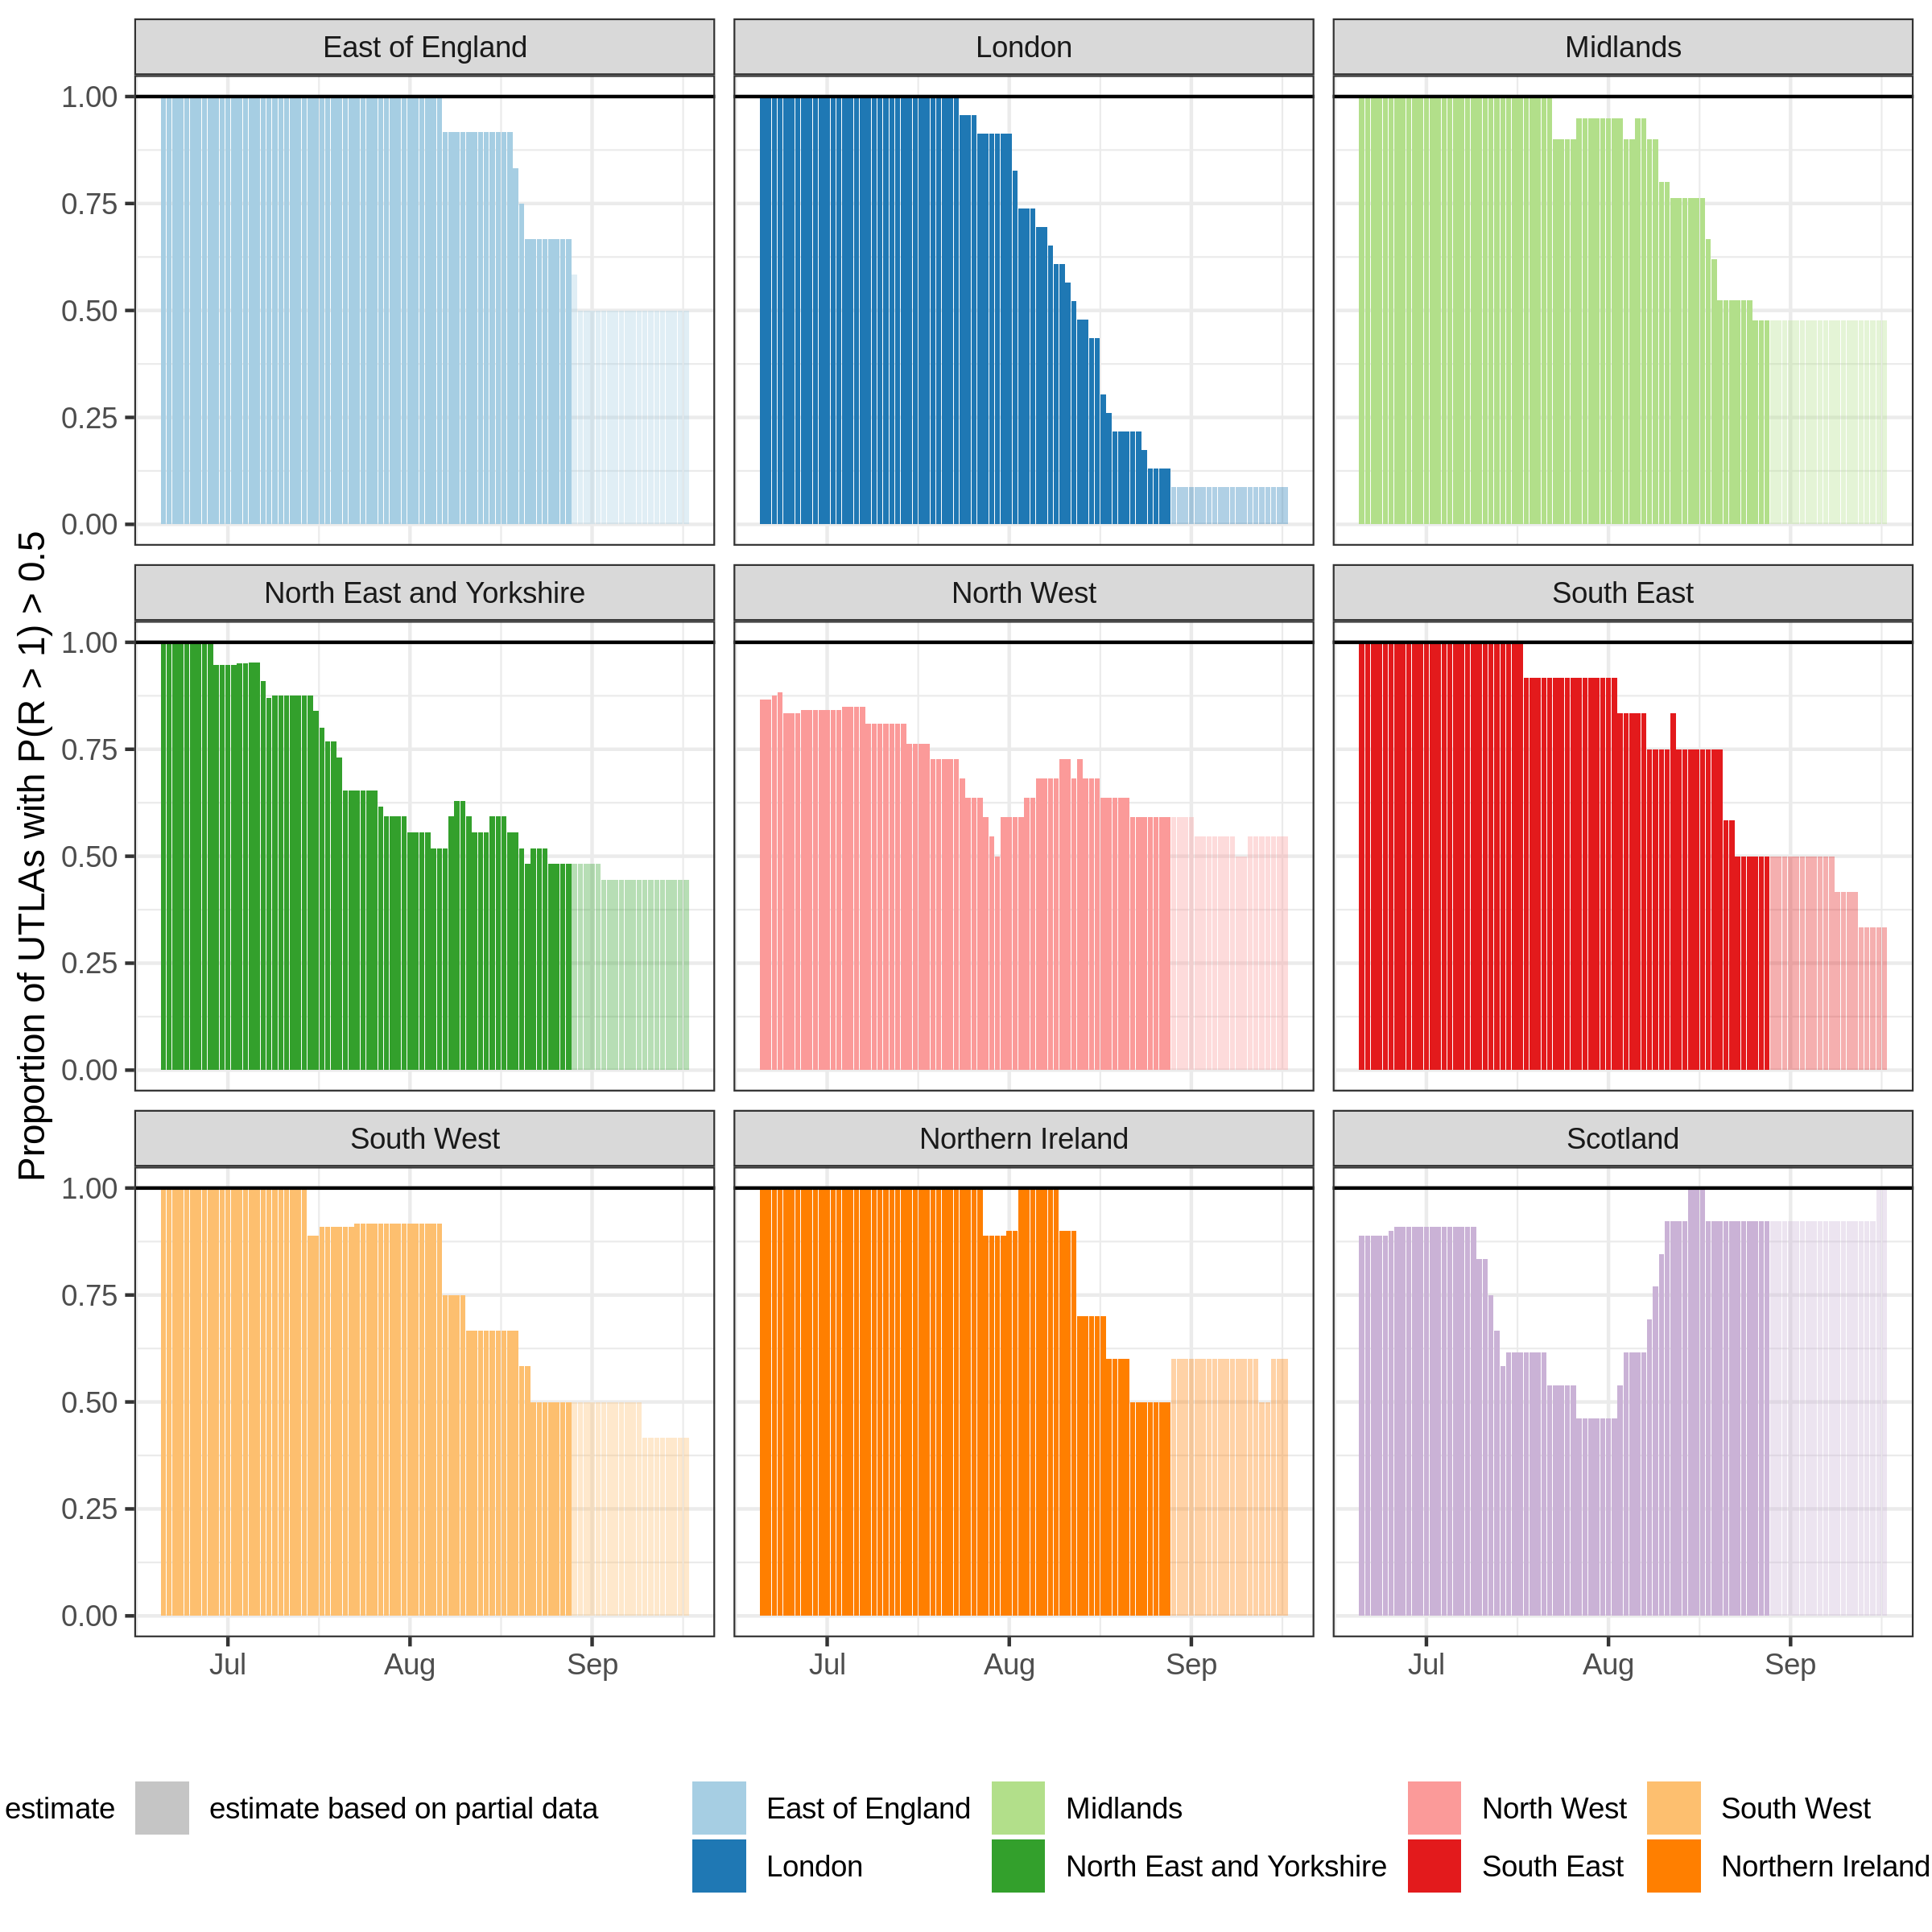 East of England London Midlands
1.00
0.75
0.50
0.25
0.00
North East and Yorkshire North West South East
1.00
0.75
0.50
0.25
0.00
South West Northern Ireland Scotland
1.00
0.75
0.50
0.25
0.00
Jul Aug Sep Jul Aug Sep Jul Aug Sep
Proportion of UTLAs with P(R > 1) > 0.5
estimate estimate based on partial data East of England Midlands North West South West
London North East and Yorkshire South East Northern Ireland